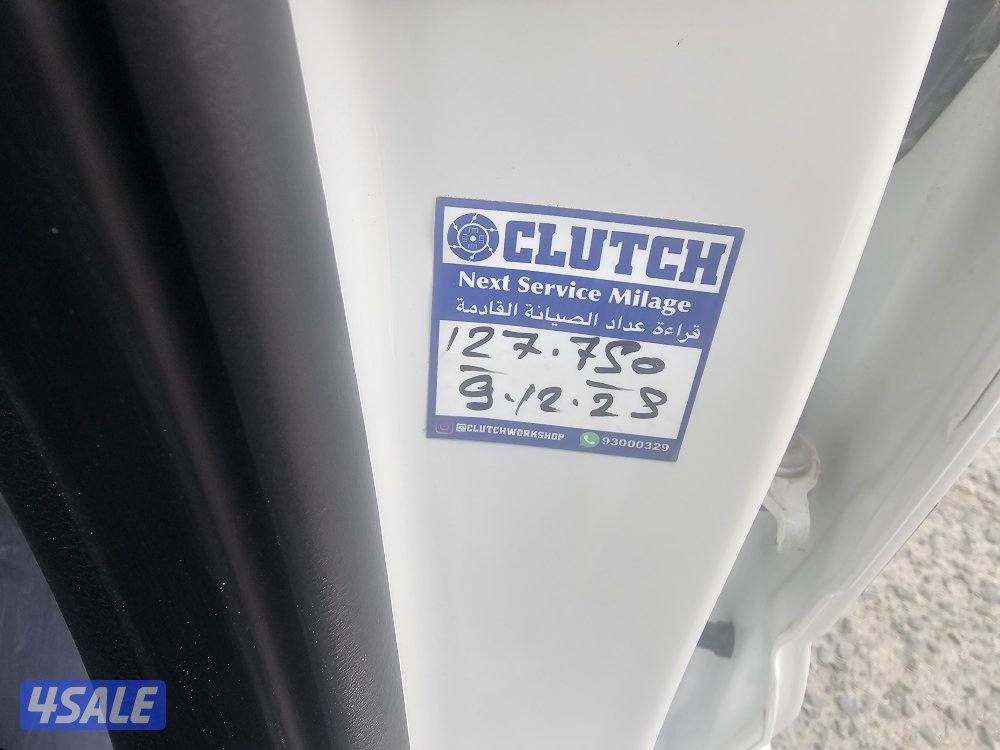 CLUTCH
Next Service Milage
قراءة عداد الصيانة القادمة
127.750
9.12.23
@CLUTCHWORKSHOP 93000329
4SALE